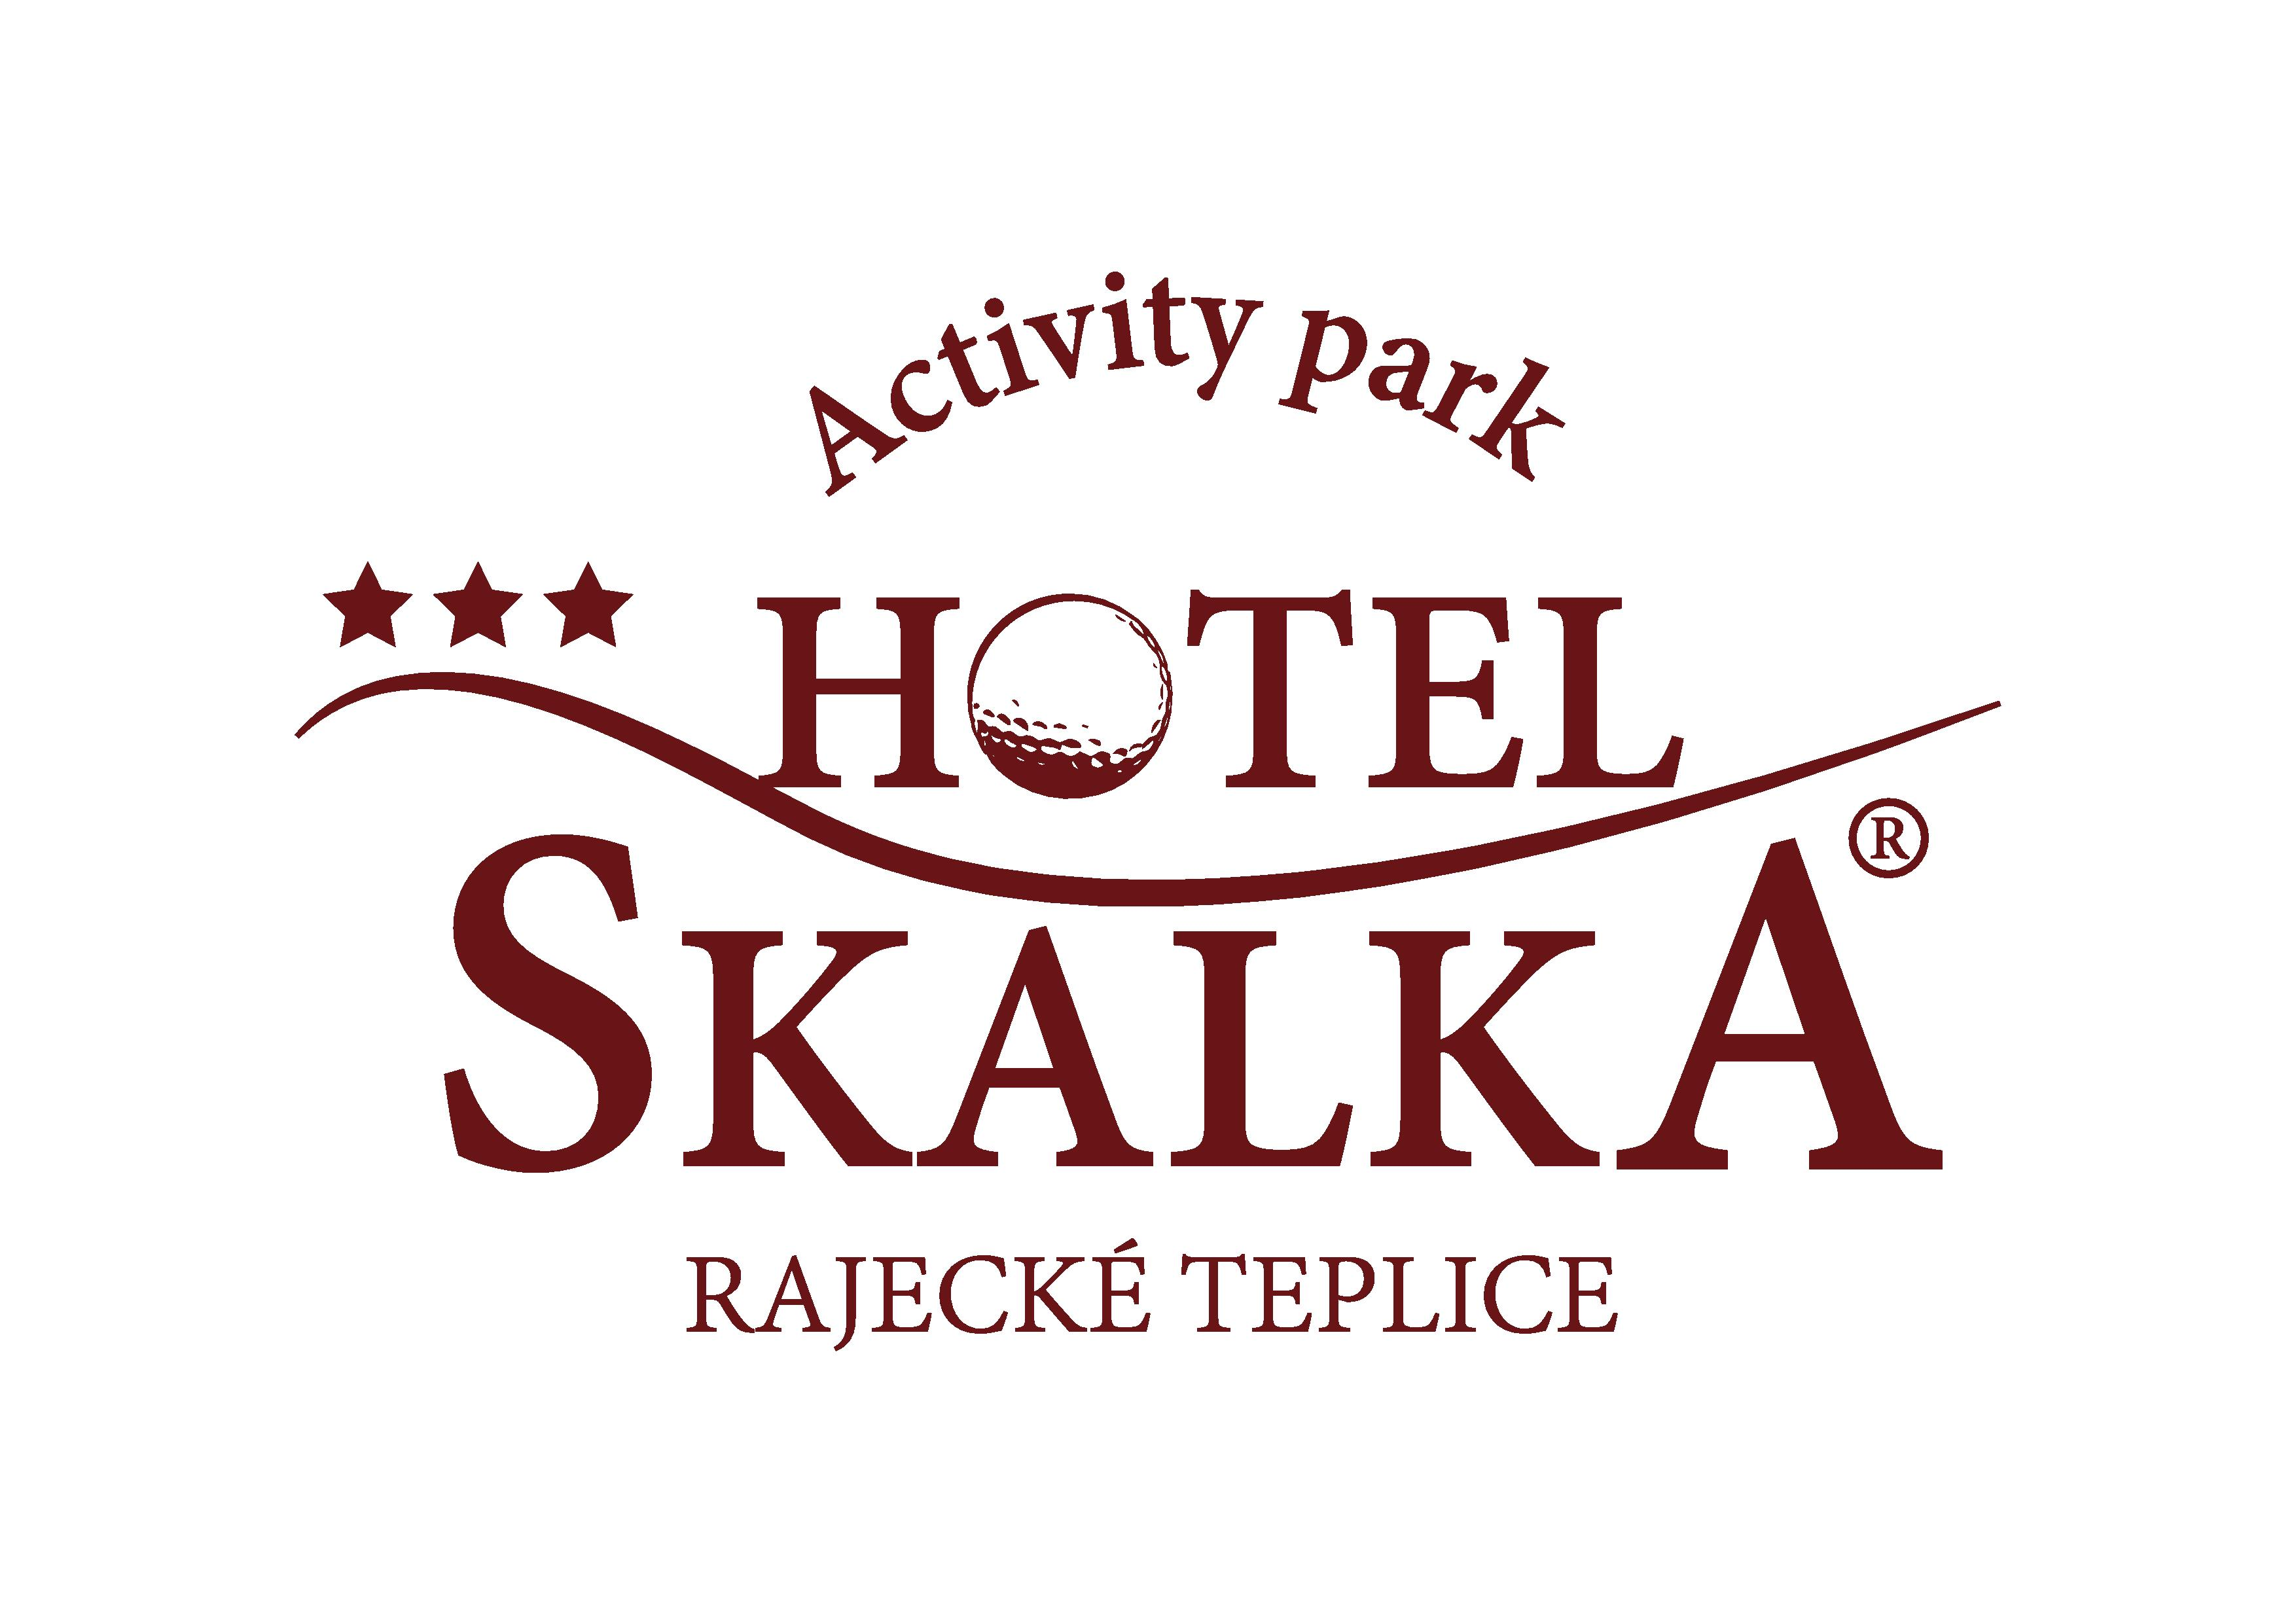 Activity park
HOTEL
SKALKA®
RAJECKÉ TEPLICE